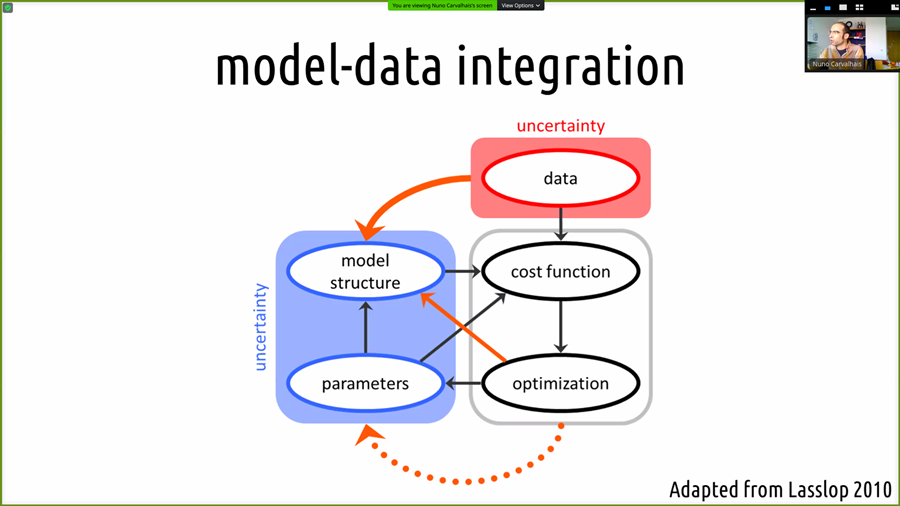 You are viewing Nuno Carvalhais's screen
View Options
Nuno Carvalhais
model-data integration
uncertainty
data
model
structure
cost function
uncertainty
parameters
optimization
Adapted from Lasslop 2010